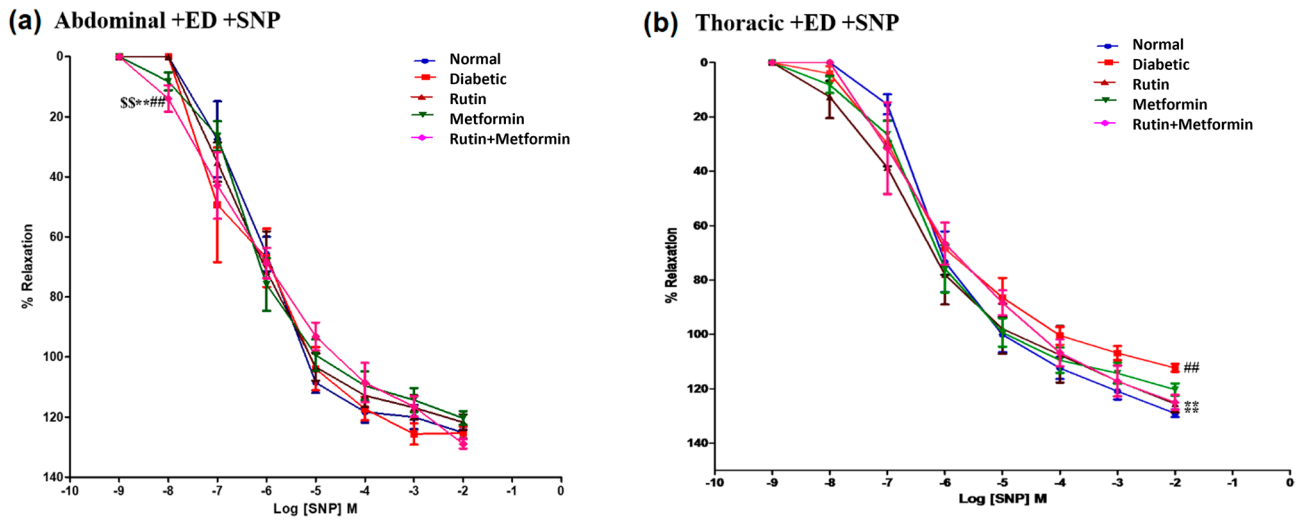 (a) Abdominal +ED +SNP
Normal
Diabetic
Rutin
Metformin
Rutin+Metformin
0
20
40
60
80
100
120
140
% Relaxation
$$**##
-10 -9 -8 -7 -6 -5 -4 -3 -2 -1 0
Log [SNP] M
(b) Thoracic +ED +SNP
Normal
Diabetic
Rutin
Metformin
Rutin+Metformin
0
20
40
60
80
100
120
140
% Relaxation
##
**
**
-10 -9 -8 -7 -6 -5 -4 -3 -2 -1 0
Log [SNP] M